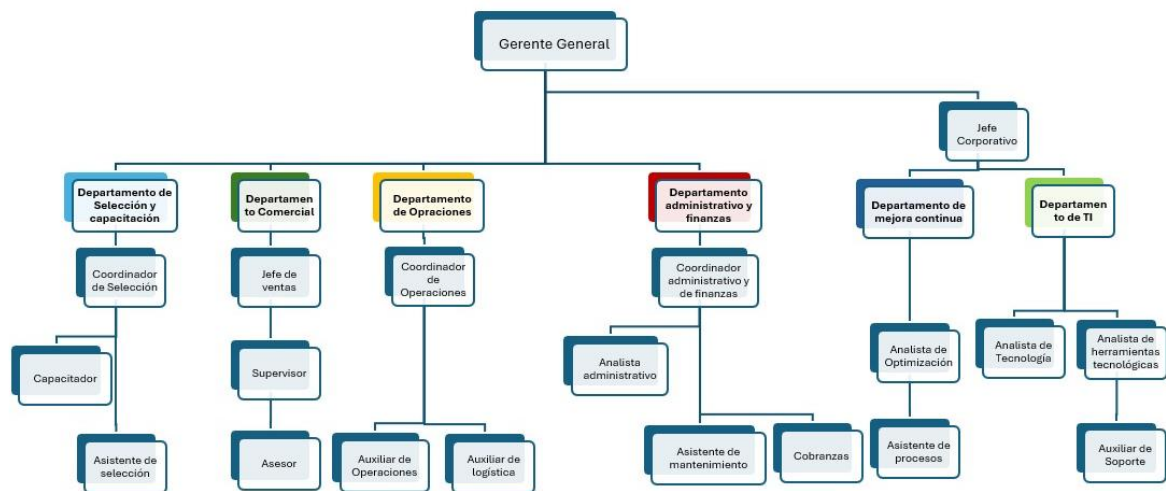 Gerente General
Jefe
Corporativo
Departamento de
Selección y
capacitación
Departamen
to Comercial
Departamento
de Opraciones
Departamento
administrativo y
finanzas
Departamento de
mejora continua
Departamen
to de TI
Coordinador
de Selección
Jefe de
ventas
Coordinador
de
Operaciones
Coordinador
administrativo y
de finanzas
Capacitador
Supervisor
Analista
administrativo
Analista de
Optimización
Analista de
Tecnología
Analista de
herramientas
tecnológicas
Asistente de
selección
Asesor
Auxiliar de
Operaciones
Auxiliar de
logística
Asistente de
mantenimiento
Cobranzas
Asistente de
procesos
Auxiliar de
Soporte